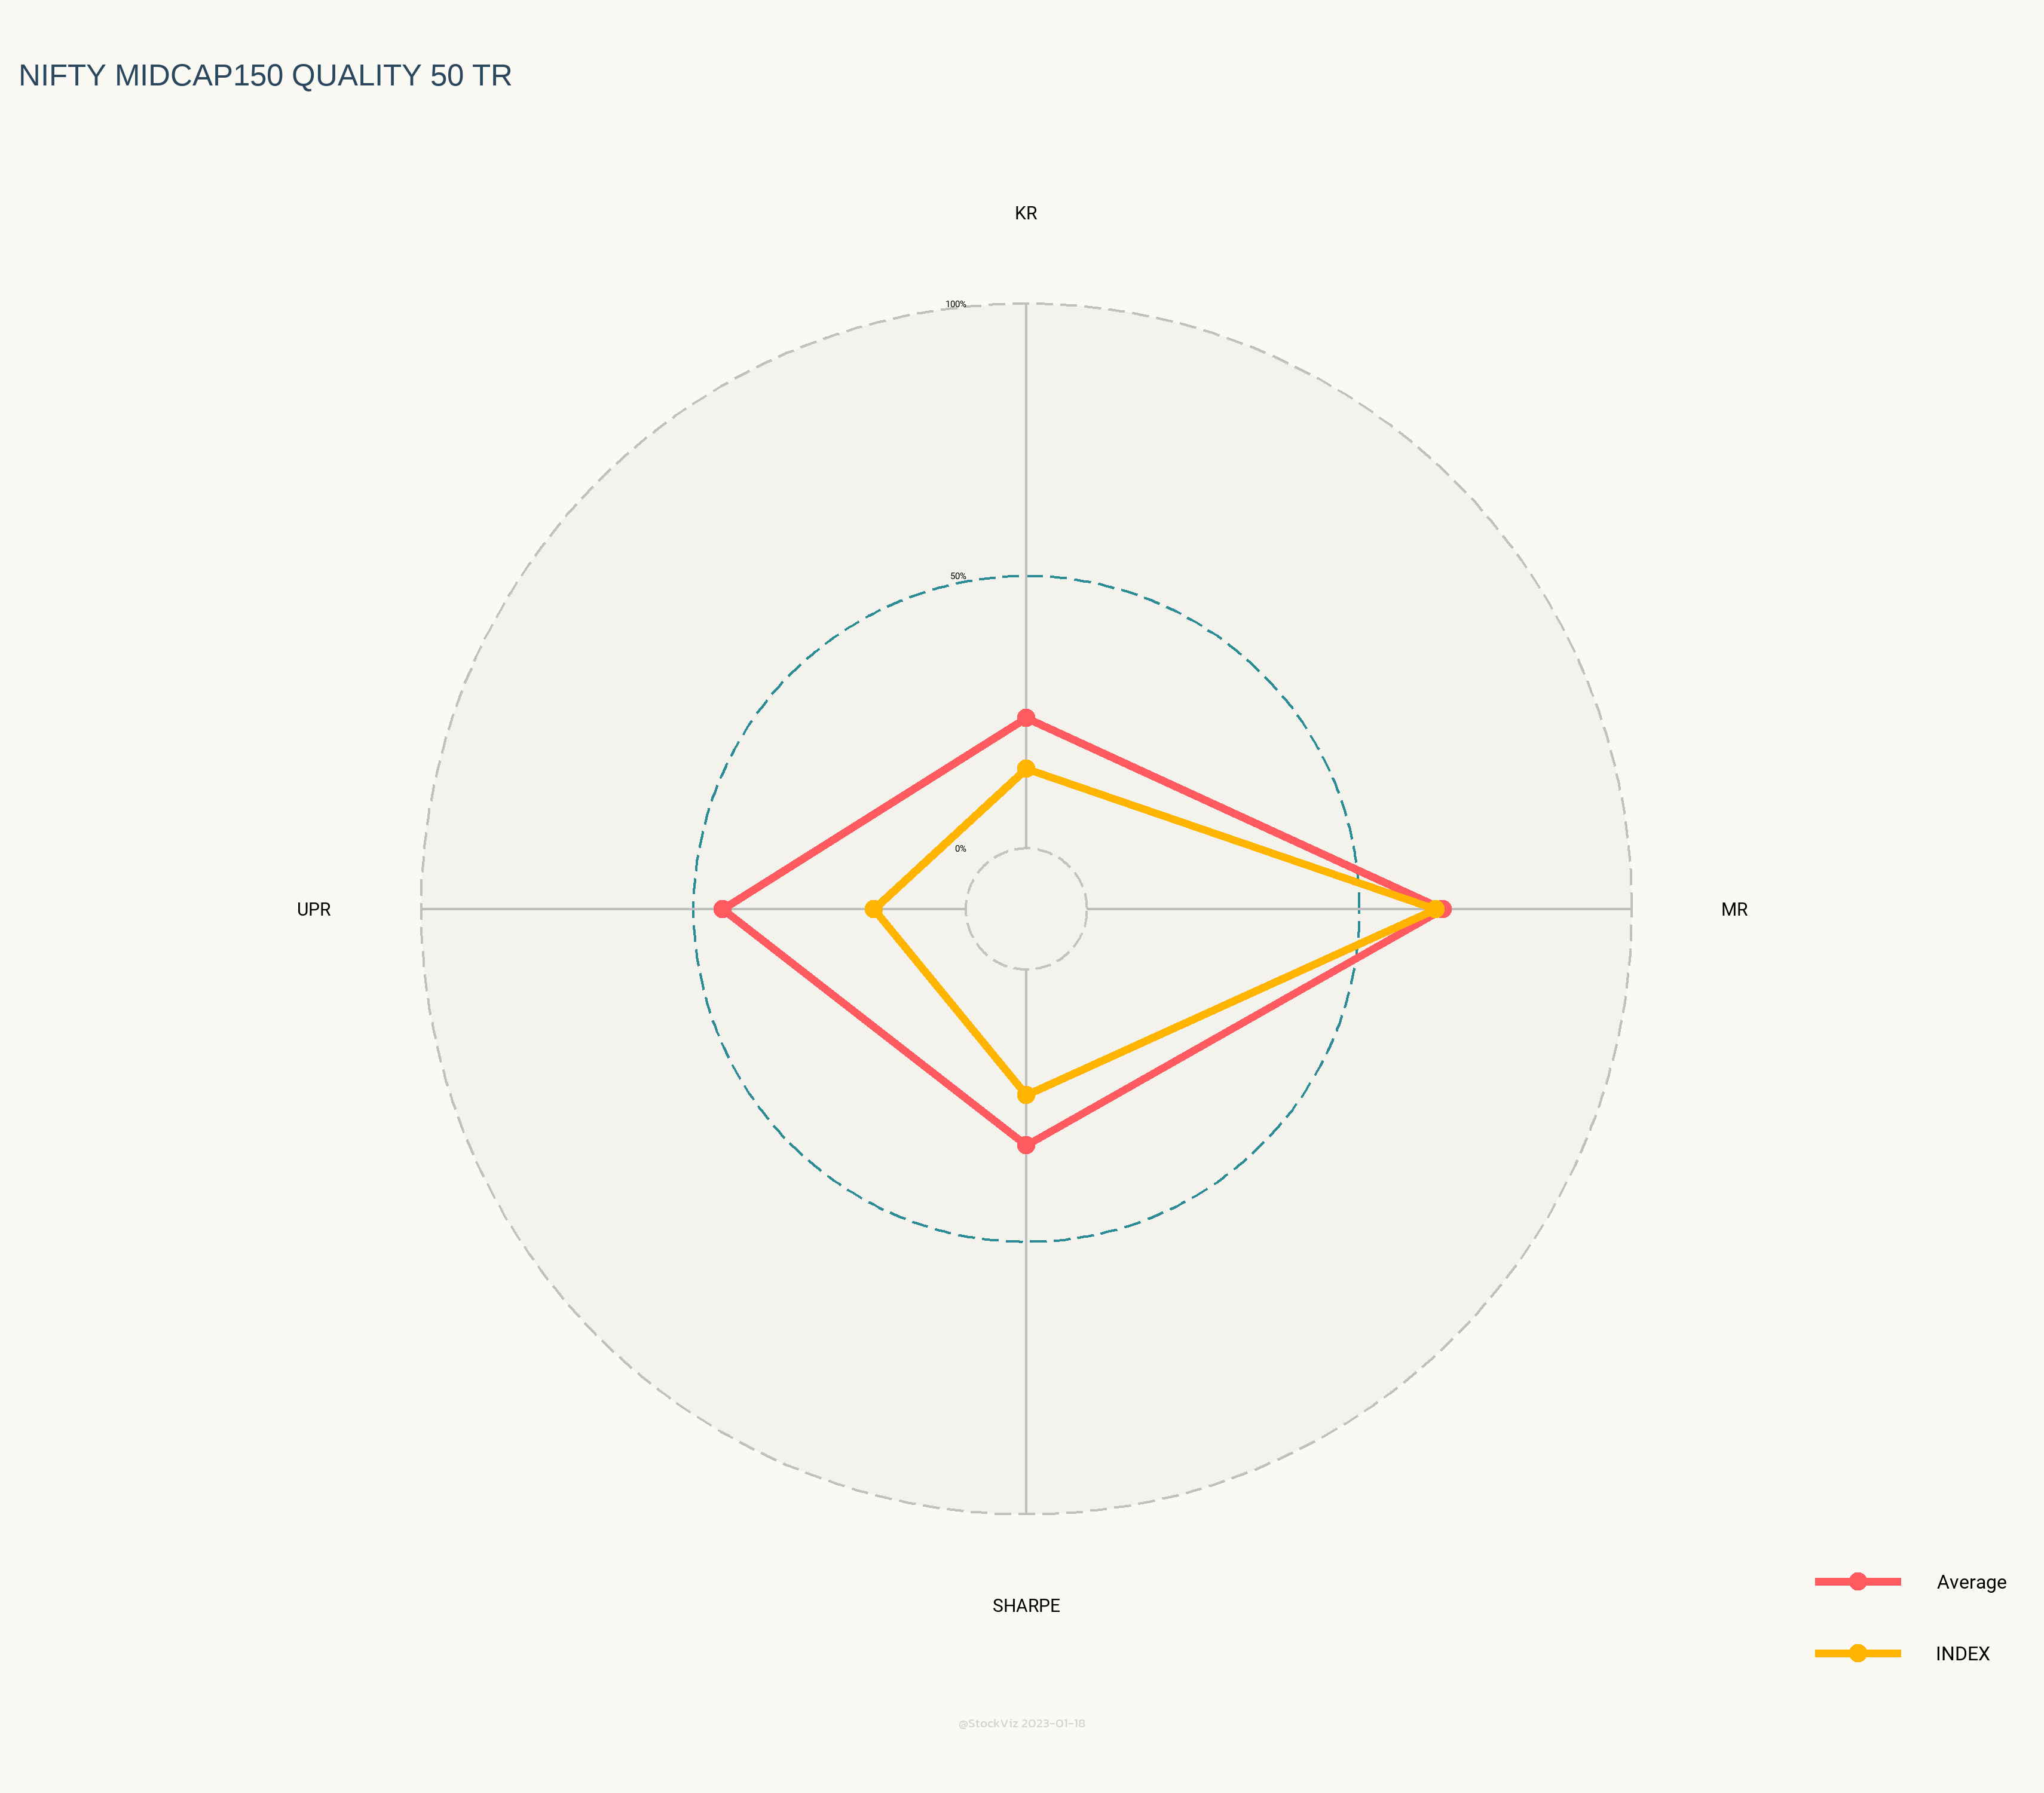 NIFTY MIDCAP150 QUALITY 50 TR
KR
100%
50%
0%
UPR
MR
SHARPE
Average
INDEX
@StockViz 2023-01-18